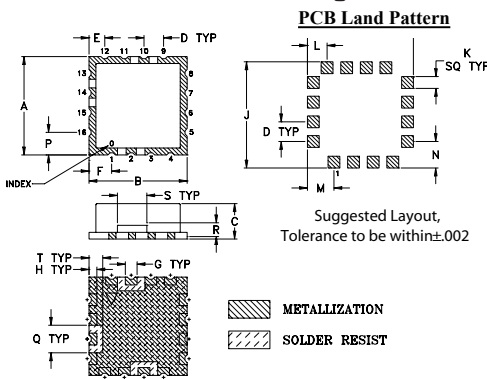 PCB Land Pattern
E
D TYP
12
11
10
9
13
14
15
16
8
7
6
5
A
P
0
1
2
3
4
INDEX
F
B
L
K
SQ TYP
J
D TYP
N
M
1
S TYP
C
R
Suggested Layout,
Tolerance to be within±.002
T TYP
H TYP
G TYP
Q TYP
METALLIZATION
SOLDER RESIST